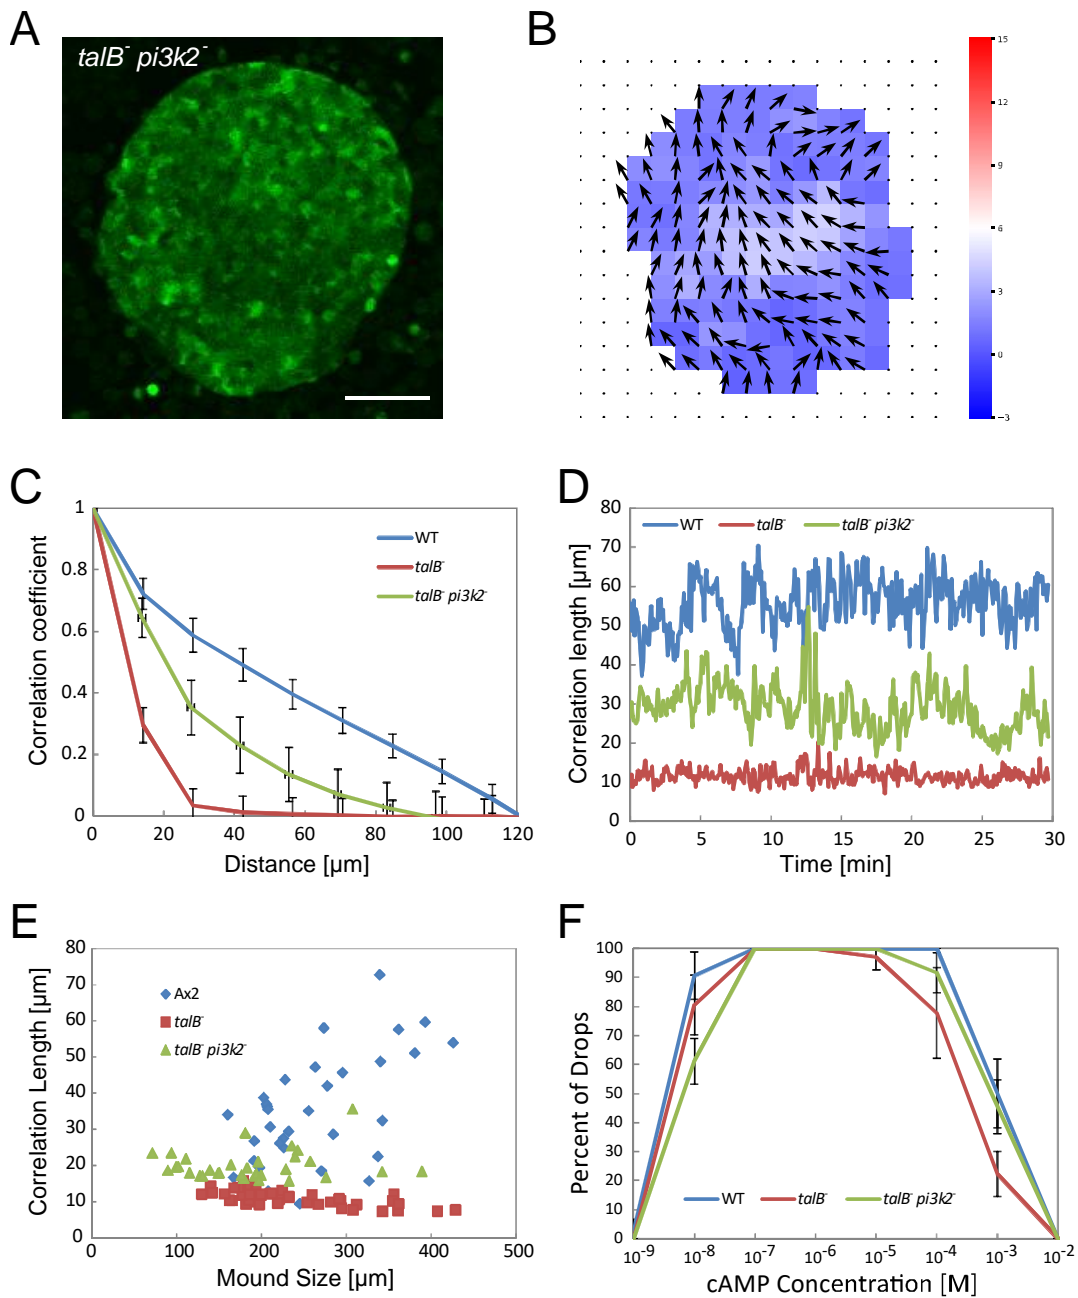 A
talB- pi3k2-
B
15
12
9
6
3
0
−3
C
1
0.8
0.6
0.4
0.2
0
0 20 40 60 80 100 120
Correlation coefficient
Distance [µm]
WT
talB-
talB- pi3k2-
D
80
70
60
50
40
30
20
10
0
0 5 10 15 20 25 30
Correlation length [µm]
Time [min]
WT talB- talB- pi3k2-
E
80
70
60
50
40
30
20
10
0
0 100 200 300 400 500
Correlation Length [µm]
Mound Size [µm]
Ax2
talB-
talB- pi3k2-
F
100
90
80
70
60
50
40
30
20
10
0
10-9 10-8 10-7 10-6 10-5 10-4 10-3 10-2
Percent of Drops
cAMP Concentration [M]
WT talB- talB- pi3k2-